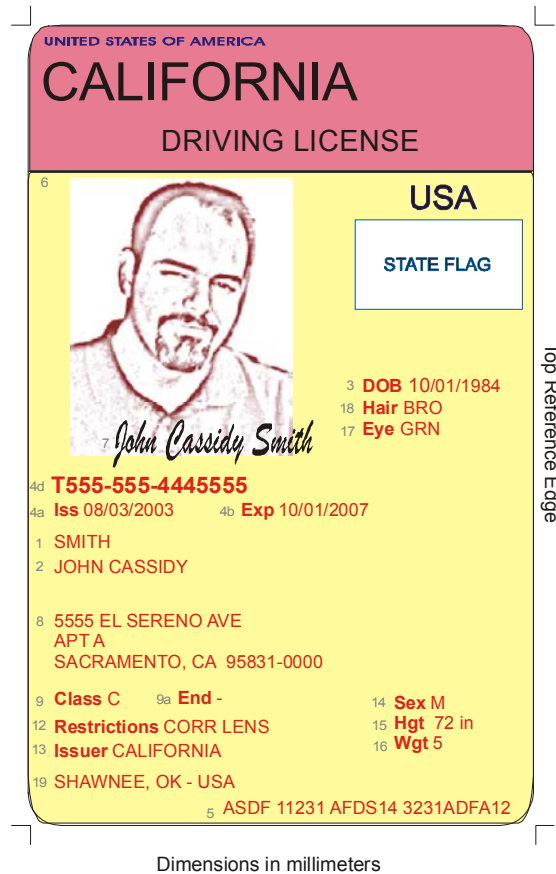 UNITED STATES OF AMERICA
CALIFORNIA
DRIVING LICENSE
6
USA
STATE FLAG
3 DOB 10/01/1984
18 Hair BRO
17 Eye GRN
7 John Cassidy Smith
4d T555-555-4445555
4a Iss 08/03/2003 4b Exp 10/01/2007
1 SMITH
2 JOHN CASSIDY
8 5555 EL SERENO AVE
APT A
SACRAMENTO, CA 95831-0000
9 Class C 9a End -
14 Sex M
12 Restrictions CORR LENS
15 Hgt 72 in
13 Issuer CALIFORNIA
16 Wgt 5
19 SHAWNEE, OK - USA
5 ASDF 11231 AFDS14 3231ADFA12
Top Reference Edge
Dimensions in millimeters